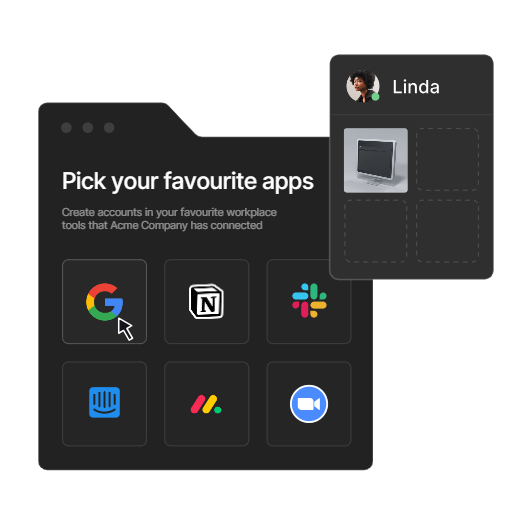 Linda
Pick your favourite apps
Create accounts in your favourite workplace
tools that Acme Company has connected